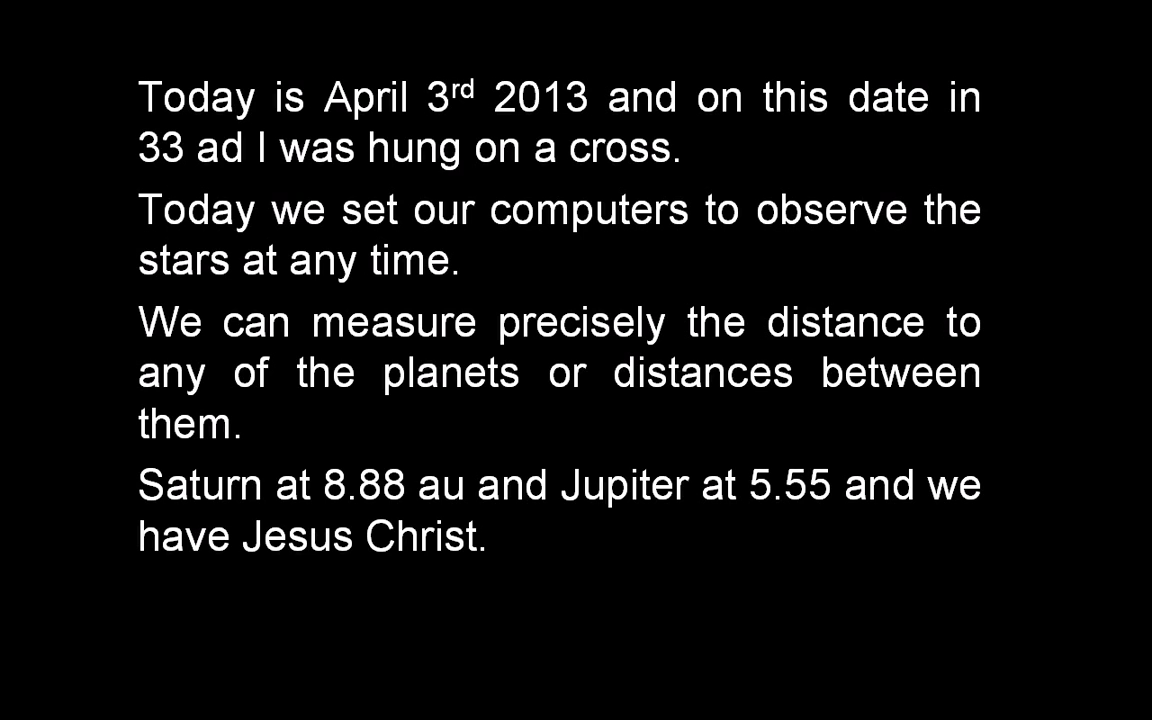 Today is April 3rd 2013 and on this date in
33 ad I was hung on a cross.
Today we set our computers to observe the
stars at any time.
We can measure precisely the distance to
any of the planets or distances between
them.
Saturn at 8.88 au and Jupiter at 5.55 and we
have Jesus Christ.